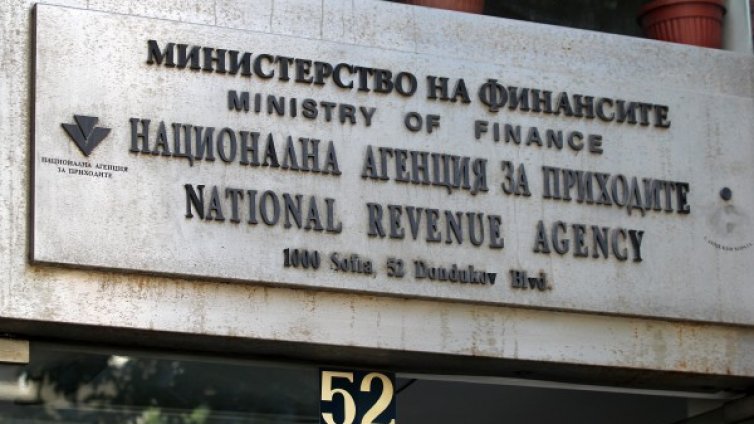 МИНИСТЕРСТВО НА ФИНАНСИТЕ
MINISTRY OF FINANCE
НАЦИОНАЛНА АГЕНЦИЯ ЗА ПРИХОДИТЕ
NATIONAL REVENUE AGENCY
1000 Sofia, 52 Dondukov Blvd.
НАЦИОНАЛНА АГЕНЦИЯ
ЗА ПРИХОДИТЕ
52